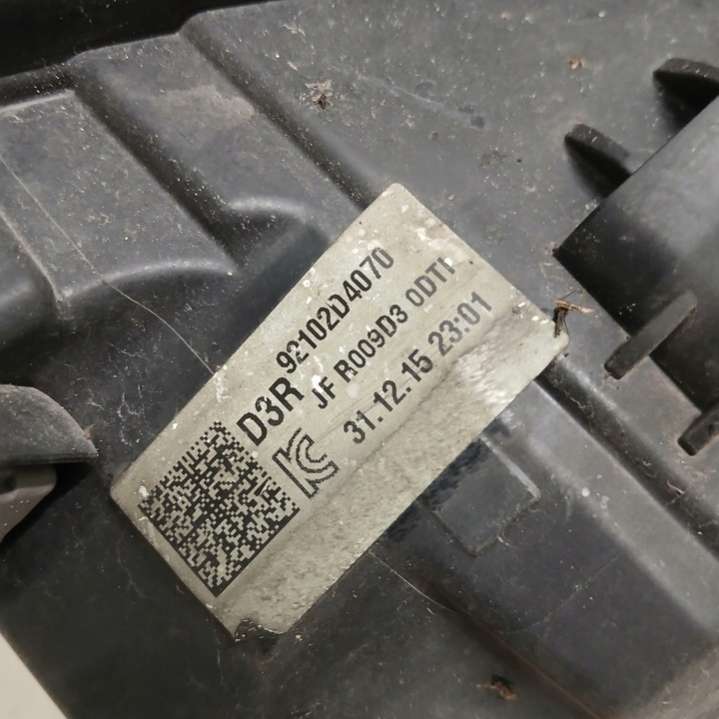 D3R 92102D4070
JF R009D3 0DTI
31.12.15 23:01